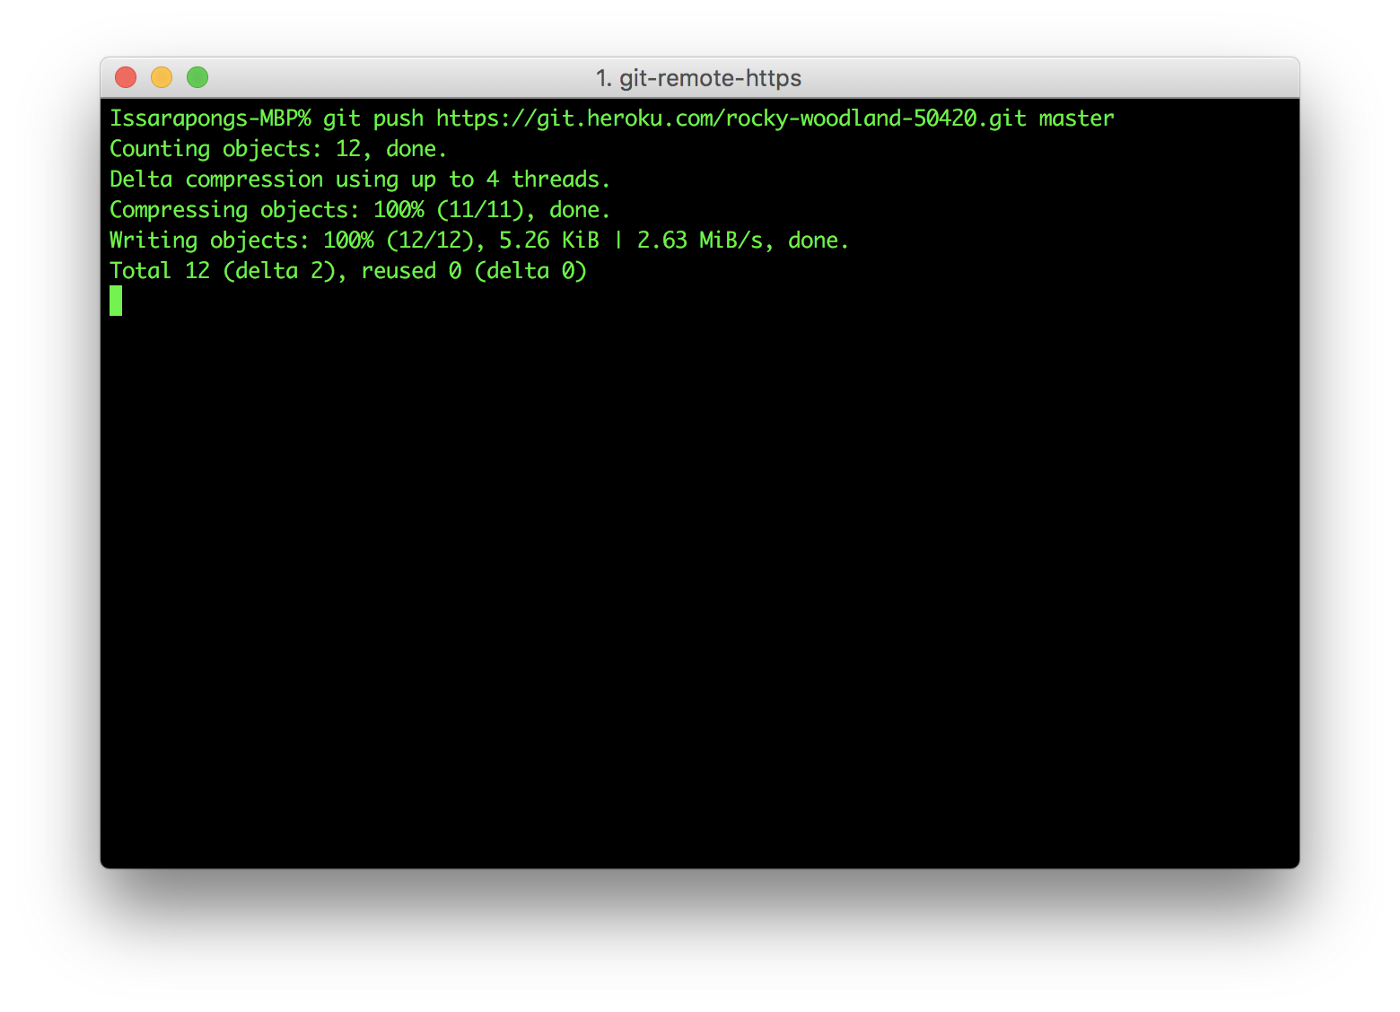 1. git-remote-https
Issarapongs-MBP% git push https://git.heroku.com/rocky-woodland-50420.git master
Counting objects: 12, done.
Delta compression using up to 4 threads.
Compressing objects: 100% (11/11), done.
Writing objects: 100% (12/12), 5.26 KiB | 2.63 MiB/s, done.
Total 12 (delta 2), reused 0 (delta 0)